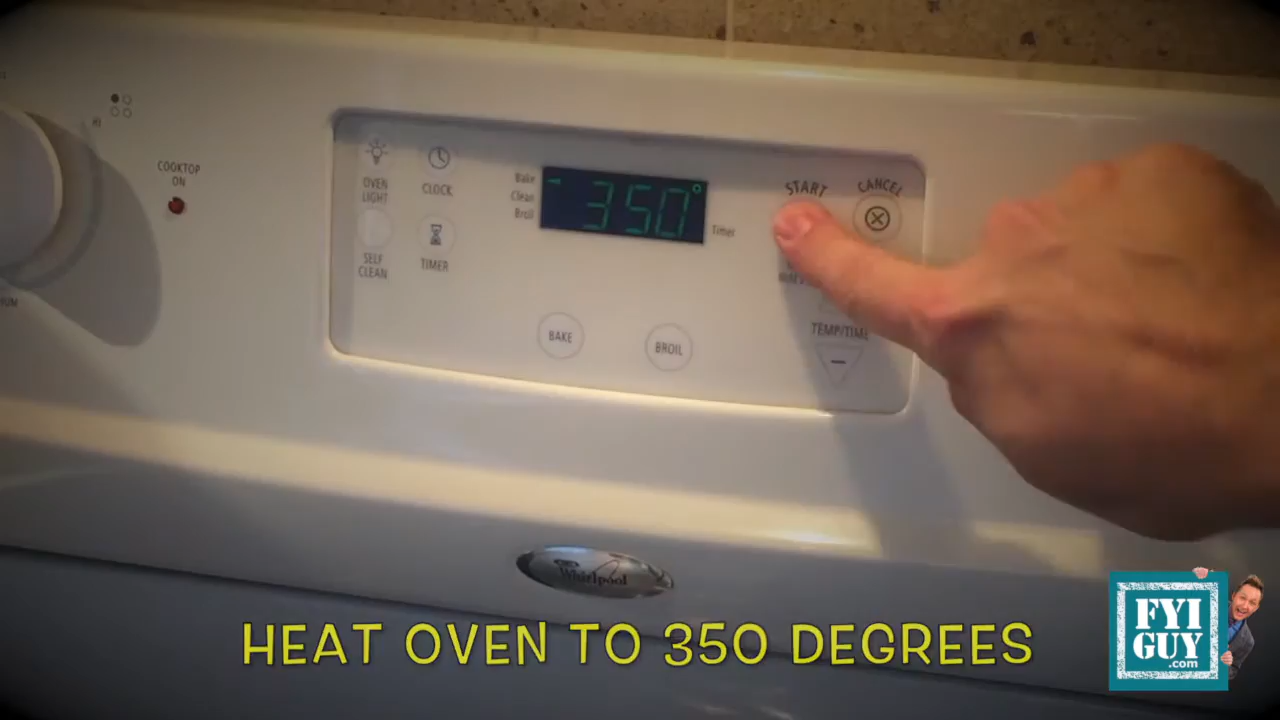 HI
COOKTOP
ON
OVEN
LIGHT
CLOCK
SELF
CLEAN
TIMER
Bake
Clean
Broil
350°
Timer
START
CANCEL
BAKE
BROIL
TEMP/TIME
Whirlpool
HEAT OVEN TO 350 DEGREES
FYI
GUY
.com